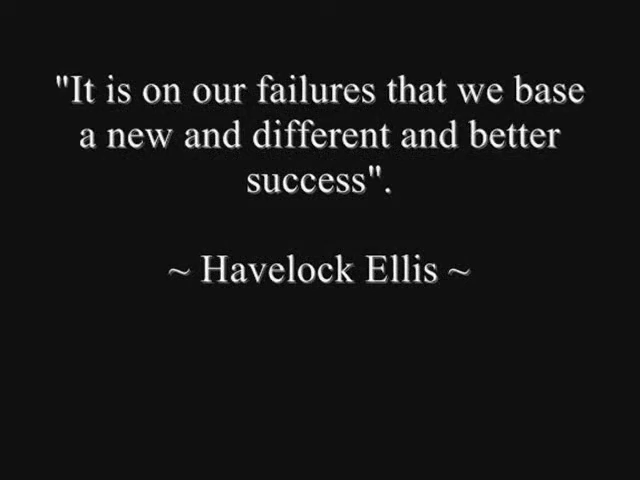 "It is on our failures that we base
a new and different and better
success".
~ Havelock Ellis ~